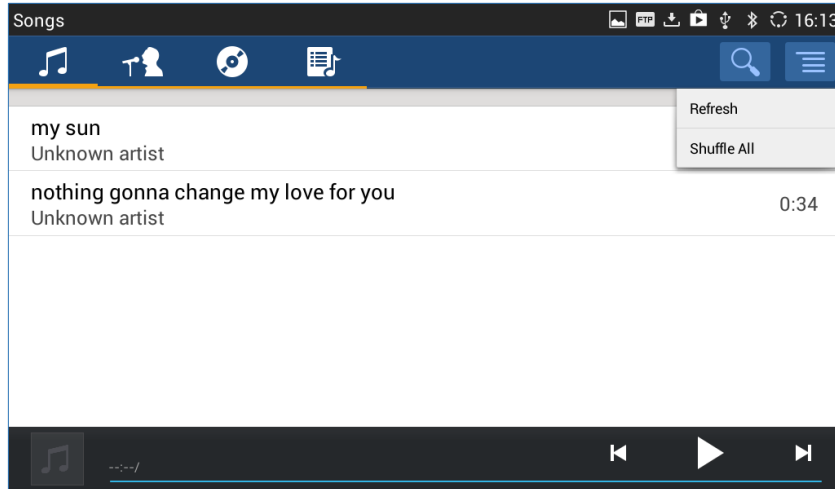 Songs
FTP
16:13
Refresh
Shuffle All
my sun
Unknown artist
nothing gonna change my love for you
0:34
Unknown artist
--:--/